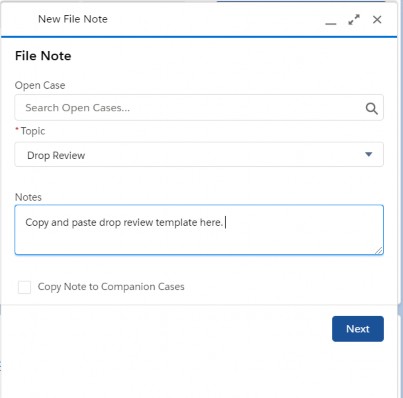 New File Note
File Note
Open Case
Search Open Cases...
* Topic
Drop Review
Notes
Copy and paste drop review template here.
Copy Note to Companion Cases
Next